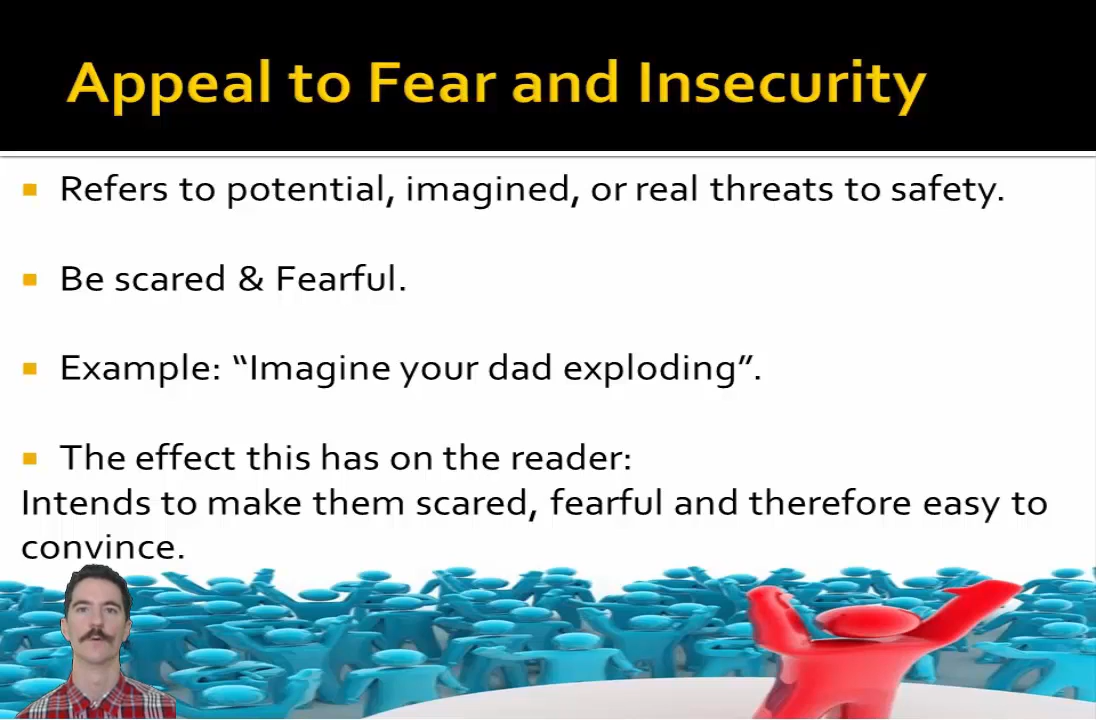 Appeal to Fear and Insecurity
Refers to potential, imagined, or real threats to safety.
Be scared & Fearful.
Example: “Imagine your dad exploding”.
The effect this has on the reader:
Intends to make them scared, fearful and therefore easy to
convince.